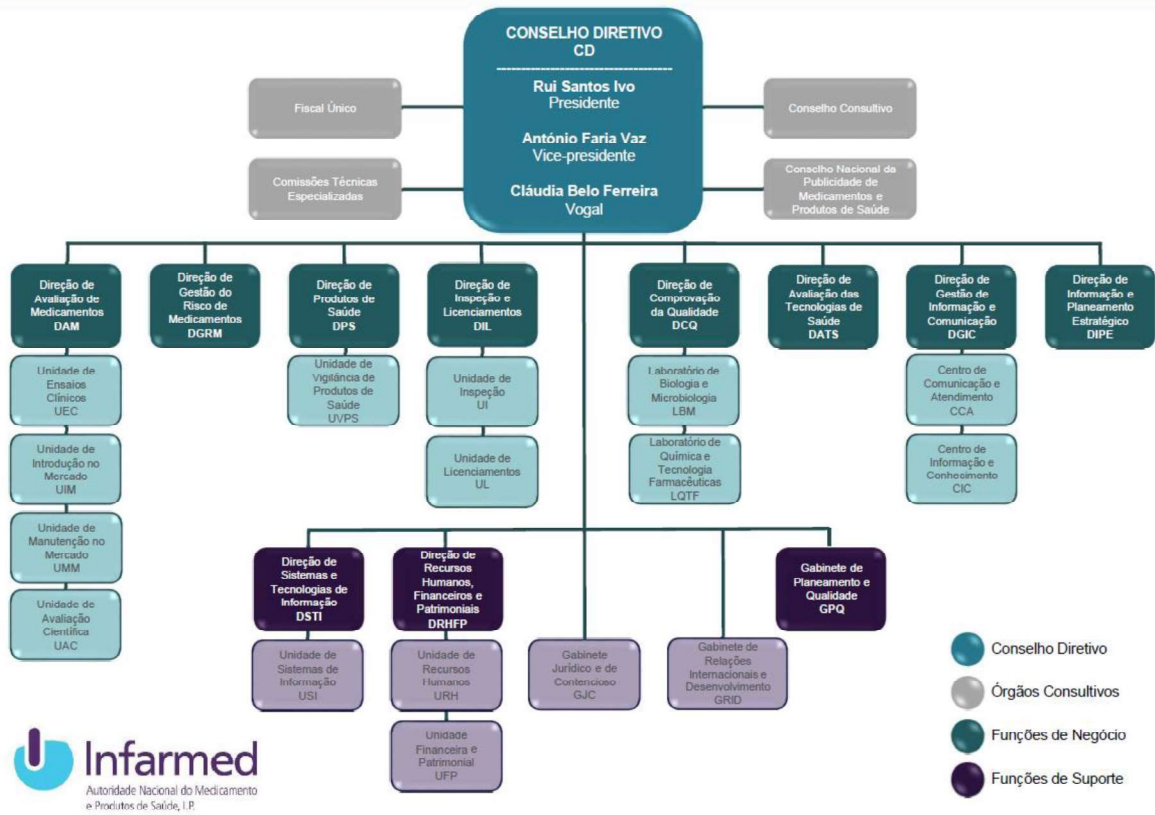 CONSELHO DIRETIVO
CD
Rui Santos Ivo
Presidente
António Faria Vaz
Vice-presidente
Cláudia Belo Ferreira
Vogal
Fiscal Único
Comissões Técnicas
Especializadas
Conselho Consultivo
Conselho Nacional da
Publicidade de
Medicamentos e
Produtos de Saúde
Direção de
Avaliação de
Medicamentos
DAM
Direção de
Gestão do
Risco de
Medicamentos
DGRM
Direção de
Produtos de
Saúde
DPS
Direção de
Inspeção e
Licenciamentos
DIL
Direção de
Comprovação
da Qualidade
DCQ
Direção de
Avaliação das
Tecnologias de
Saúde
DATS
Direção de
Gestão de
Informação e
Comunicação
DGIC
Direção de
Informação e
Planeamento
Estratégico
DIPE
Unidade de
Ensaios
Clínicos
UEC
Unidade de
Introdução no
Mercado
UIM
Unidade de
Manutenção no
Mercado
UMM
Unidade de
Avaliação
Científica
UAC
Unidade de
Vigilância de
Produtos de
Saúde
UVPS
Unidade de
Inspeção
UI
Unidade de
Licenciamentos
UL
Laboratório de
Biologia e
Microbiologia
LBM
Laboratório de
Química e
Tecnologia
Farmacêuticas
LQTF
Centro de
Comunicação e
Atendimento
CCA
Centro de
Informação e
Conhecimento
CIC
Direção de
Sistemas e
Tecnologias de
Informação
DSTI
Direção de
Recursos
Humanos,
Financeiros e
Patrimoniais
DRHFP
Gabinete de
Planeamento e
Qualidade
GPQ
Unidade de
Sistemas de
Informação
USI
Unidade de
Recursos
Humanos
URH
Unidade
Financeira e
Patrimonial
UFP
Gabinete
Jurídico e de
Contencioso
GJC
Gabinete de
Relações
Internacionais e
Desenvolvimento
GRID
Conselho Diretivo
Órgãos Consultivos
Funções de Negócio
Funções de Suporte
Infarmed
Autoridade Nacional do Medicamento
e Produtos de Saúde, I.P.